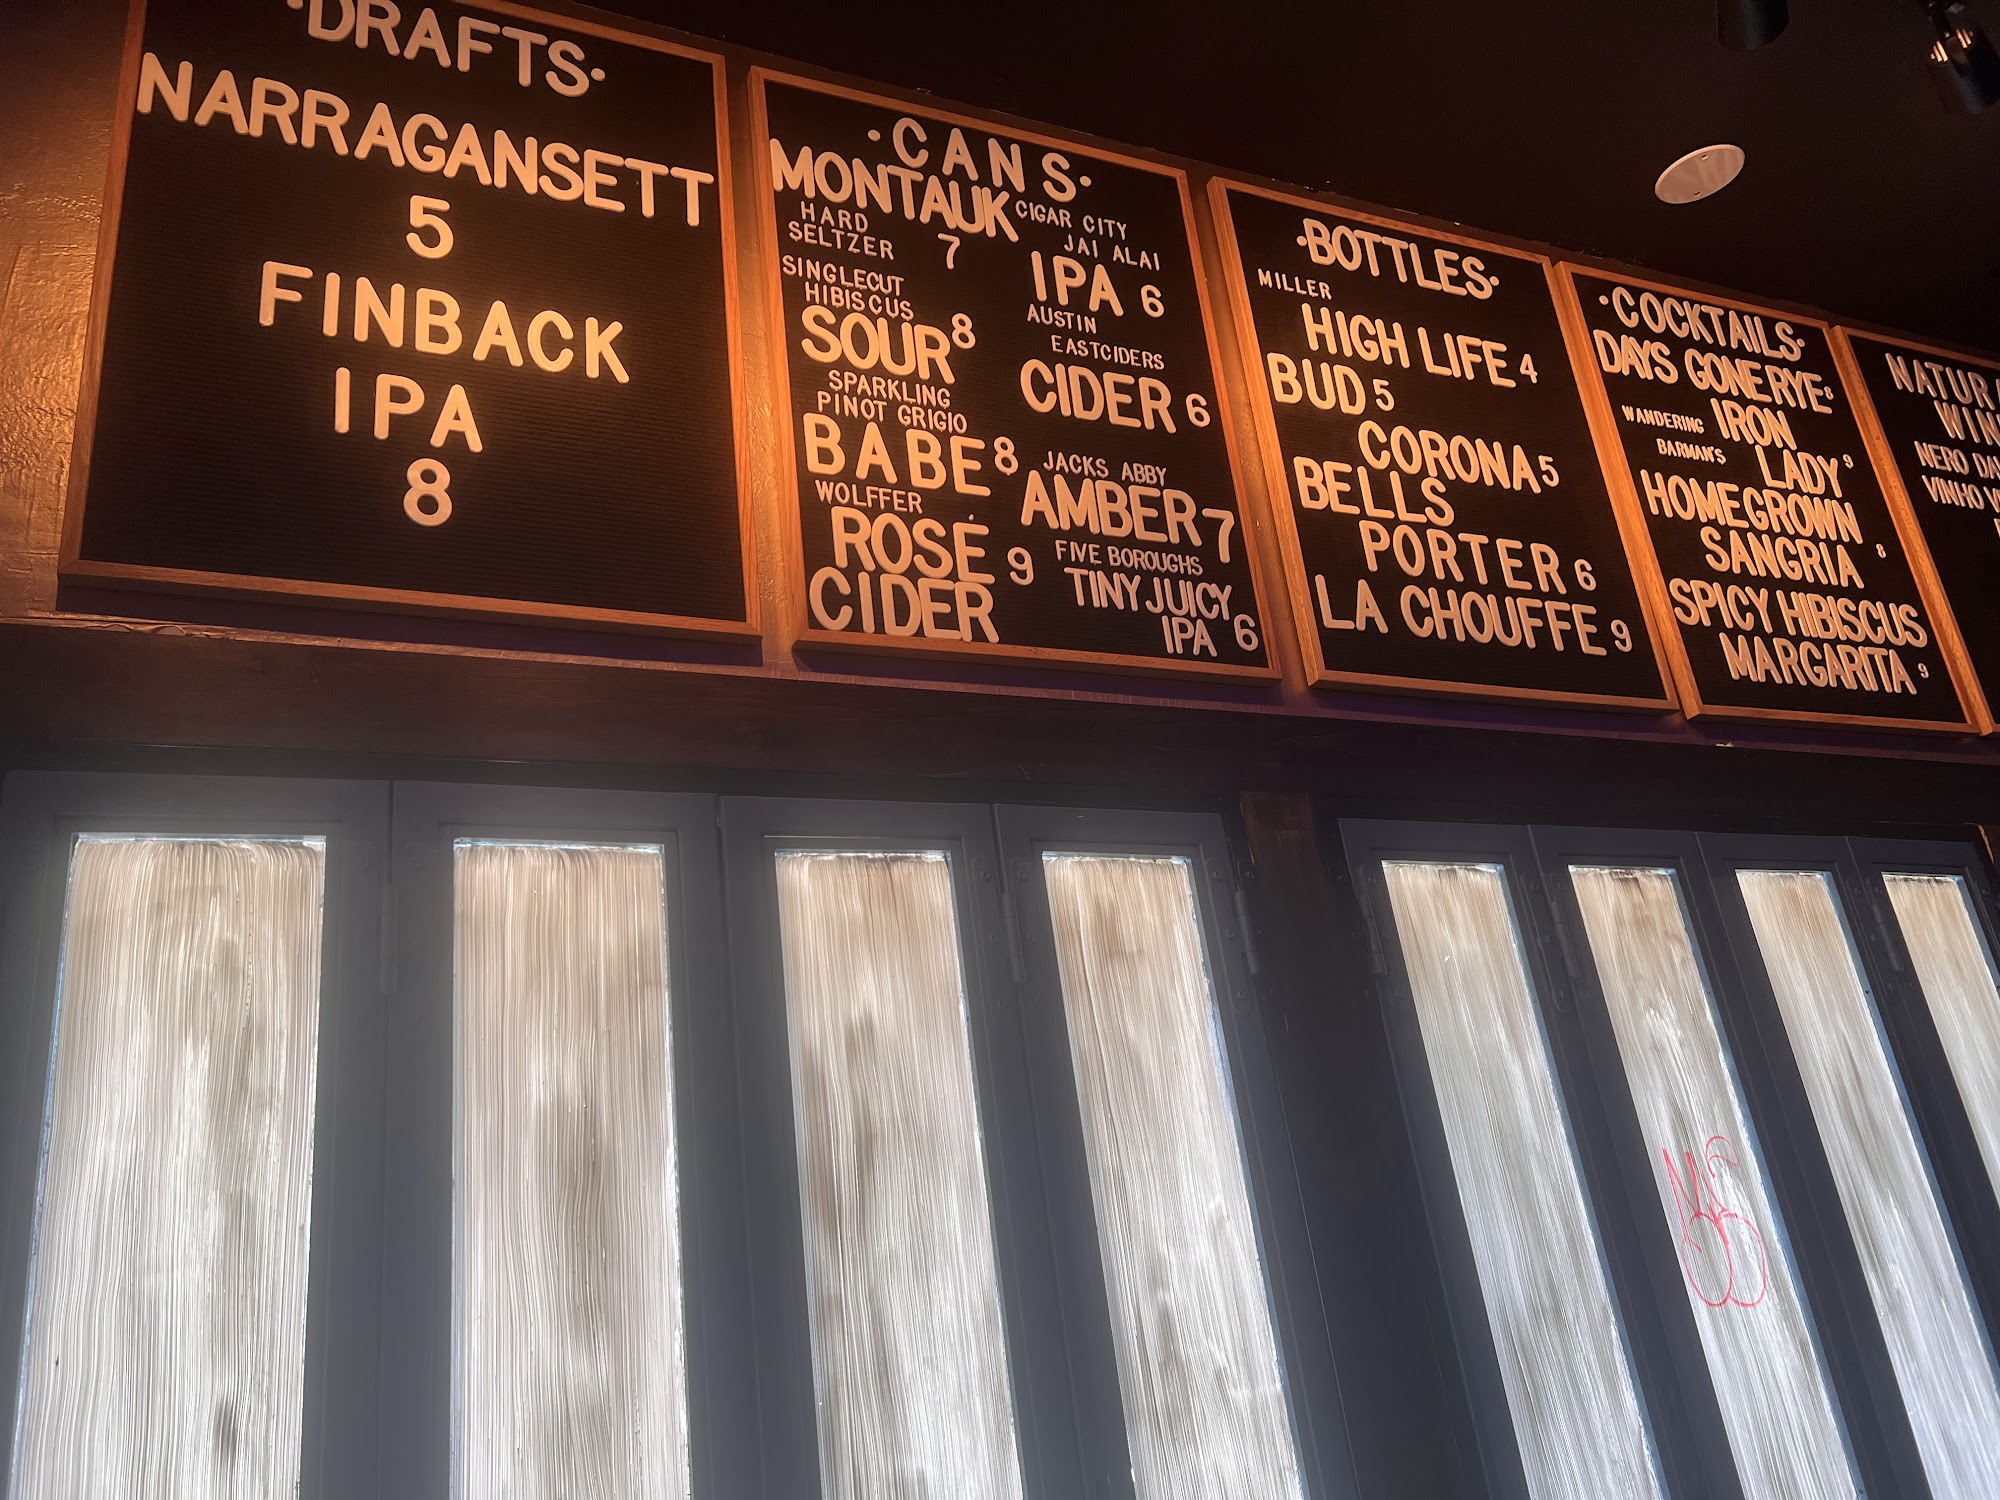 ·DRAFTS·
NARRAGANSETT
5
FINBACK
IPA
8
·CANS·
MONTAUK
HARD
SELTZER 7
SINGLECUT
HIBISCUS
SOUR 8
SPARKLING
PINOT GRIGIO
BABE 8
WOLFFER
ROSÉ 9
CIDER
CIGAR CITY
JAI ALAI
IPA 6
AUSTIN
EASTCIDERS
CIDER 6
JACKS ABBY
AMBER 7
FIVE BOROUGHS
TINY JUICY
IPA 6
·BOTTLES·
MILLER
HIGH LIFE 4
BUD 5
CORONA 5
BELLS
PORTER 6
LA CHOUFFE 9
·COCKTAILS·
DAYS GONE RYE 8
WANDERING IRON
BARMAN'S LADY 9
HOMEGROWN
SANGRIA 8
SPICY HIBISCUS
MARGARITA 9
NERO
VINHO